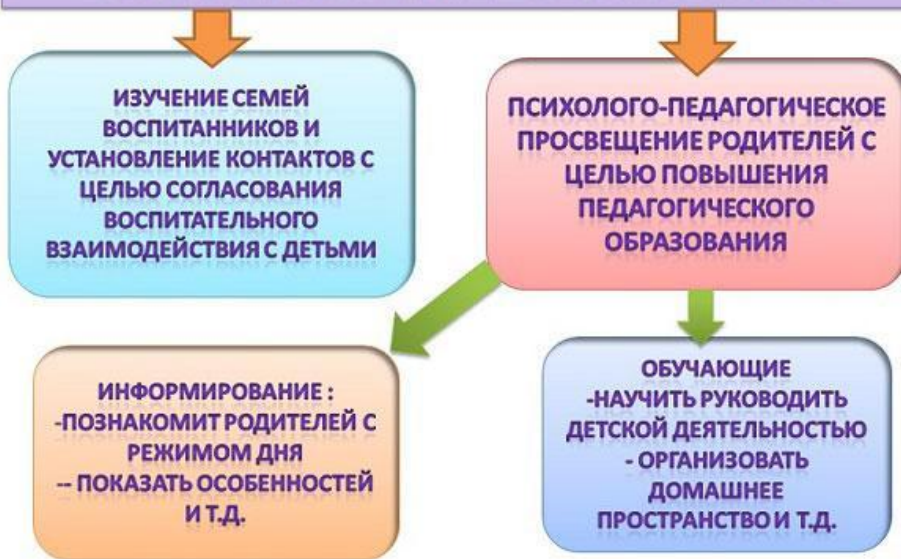 ИЗУЧЕНИЕ СЕМЕЙ
ВОСПИТАННИКОВ И
УСТАНОВЛЕНИЕ КОНТАКТОВ С
ЦЕЛЬЮ СОГЛАСОВАНИЯ
ВОСПИТАТЕЛЬНОГО
ВЗАИМОДЕЙСТВИЯ С ДЕТЬМИ
ПСИХОЛОГО-ПЕДАГОГИЧЕСКОЕ
ПРОСВЕЩЕНИЕ РОДИТЕЛЕЙ С
ЦЕЛЬЮ ПОВЫШЕНИЯ
ПЕДАГОГИЧЕСКОГО
ОБРАЗОВАНИЯ
ИНФОРМИРОВАНИЕ :
-ПОЗНАКОМИТ РОДИТЕЛЕЙ С
РЕЖИМОМ ДНЯ
-- ПОКАЗАТЬ ОСОБЕННОСТЕЙ
И Т.Д.
ОБУЧАЮЩИЕ
-НАУЧИТЬ РУКОВОДИТЬ
ДЕТСКОЙ ДЕЯТЕЛЬНОСТЬЮ
- ОРГАНИЗОВАТЬ
ДОМАШНЕЕ
ПРОСТРАНСТВО И Т.Д.